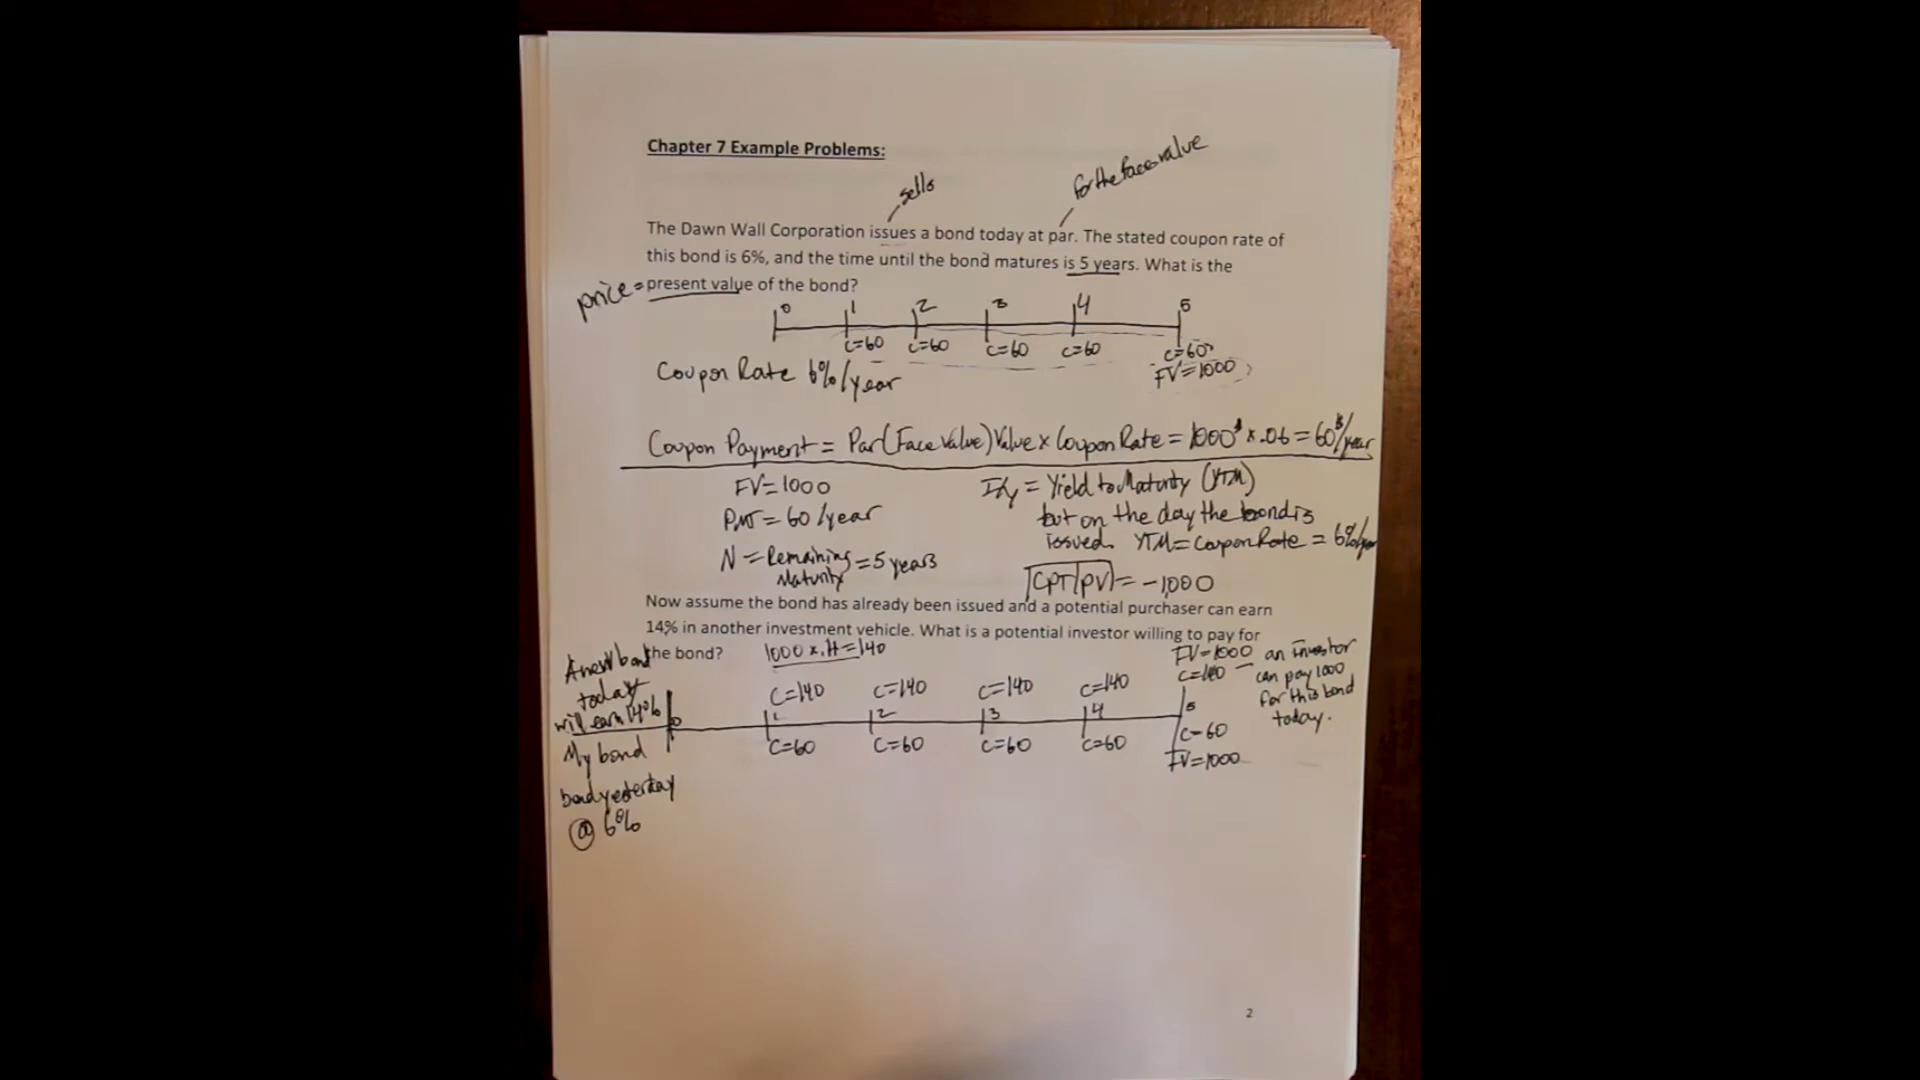 Chapter 7 Example Problems:
sells
for the face value
The Dawn Wall Corporation issues a bond today at par. The stated coupon rate of
this bond is 6%, and the time until the bond matures is 5 years. What is the
price = present value of the bond?
0 1 2 3 4 5
C=60 C=60 C=60 C=60 C=60
Coupon Rate 6%/year
FV=1000
Coupon Payment = Par (Face Value) Value x Coupon Rate = 1000$ x .06 = 60$/year
FV=1000
I/y = Yield to Maturity (YTM)
PMT = 60/year
but on the day the bond is
issued YTM = Coupon Rate = 6%/year
N = Remaining Maturity = 5 years
CPT PV = -1,000
Now assume the bond has already been issued and a potential purchaser can earn
14% in another investment vehicle. What is a potential investor willing to pay for
the bond?
1000 x .14=140
A new bond
today
will earn 14%
FV=1000
C=140
an investor
can pay 1000
for this bond
today.
C=140 C=140 C=140 C=140
0 1 2 3 4 5
C=60 C=60 C=60 C=60 C=60
FV=1000
My bond
bond yesterday
@ 6%
2